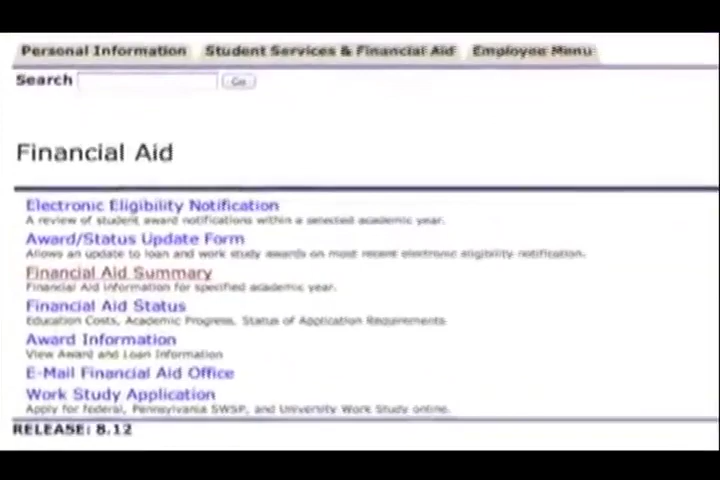 Personal Information Student Services & Financial Aid Employee Menu
Search Go
Financial Aid
Electronic Eligibility Notification
A review of student award notifications within a selected academic year.
Award/Status Update Form
Allows an update to loan and work study awards on most recent electronic eligibility notification.
Financial Aid Summary
Financial Aid information for specified academic year.
Financial Aid Status
Education Costs, Academic Progress, Status of Application Requirements
Award Information
View Award and Loan Information
E-Mail Financial Aid Office
Work Study Application
Apply for federal, Pennsylvania SWSP, and University Work Study online.
RELEASE: 8.12